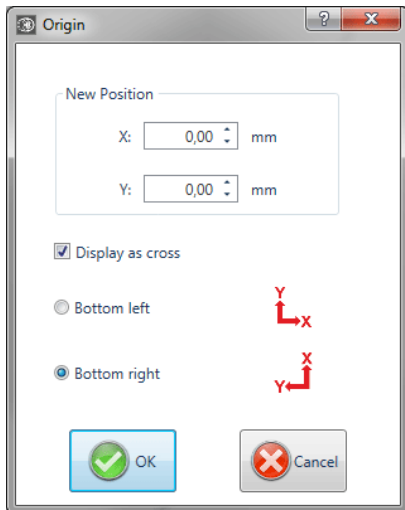 Origin
?
New Position
X: 0,00 mm
Y: 0,00 mm
Display as cross
Bottom left
Y
X
Bottom right
X
Y
OK
Cancel